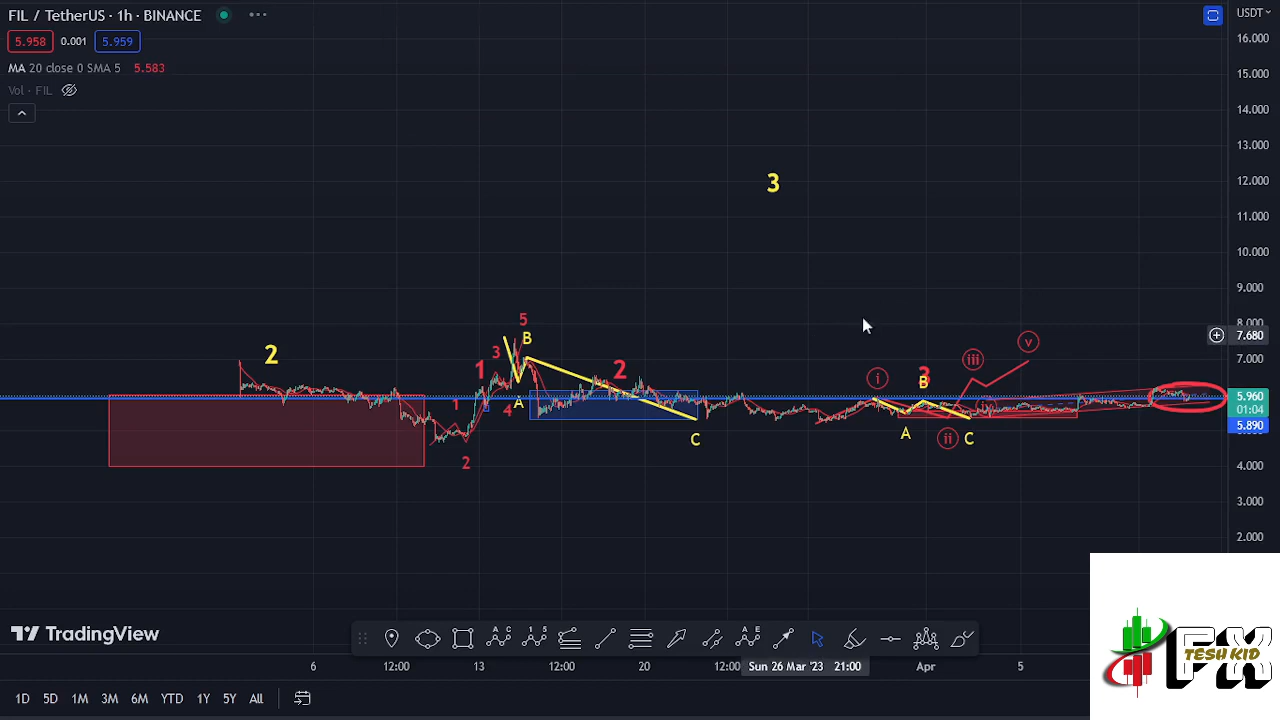 FIL / TetherUS · 1h · BINANCE
5.958 0.001 5.959
MA 20 close 0 SMA 5 5.583
Vol · FIL
USDT
16.000
15.000
14.000
13.000
12.000
11.000
10.000
9.000
8.000
7.680
7.000
5.960
01:04
5.890
4.000
3.000
2.000
3
2
1
2
1
2
3
4
5
A
B
C
2
i
3
B
A
ii
C
iii
iv
v
TradingView
A C
1 5
A E
6
12:00
13
12:00
20
12:00
Sun 26 Mar '23 21:00
Apr
5
1D 5D 1M 3M 6M YTD 1Y 5Y All
FX
TESH KID